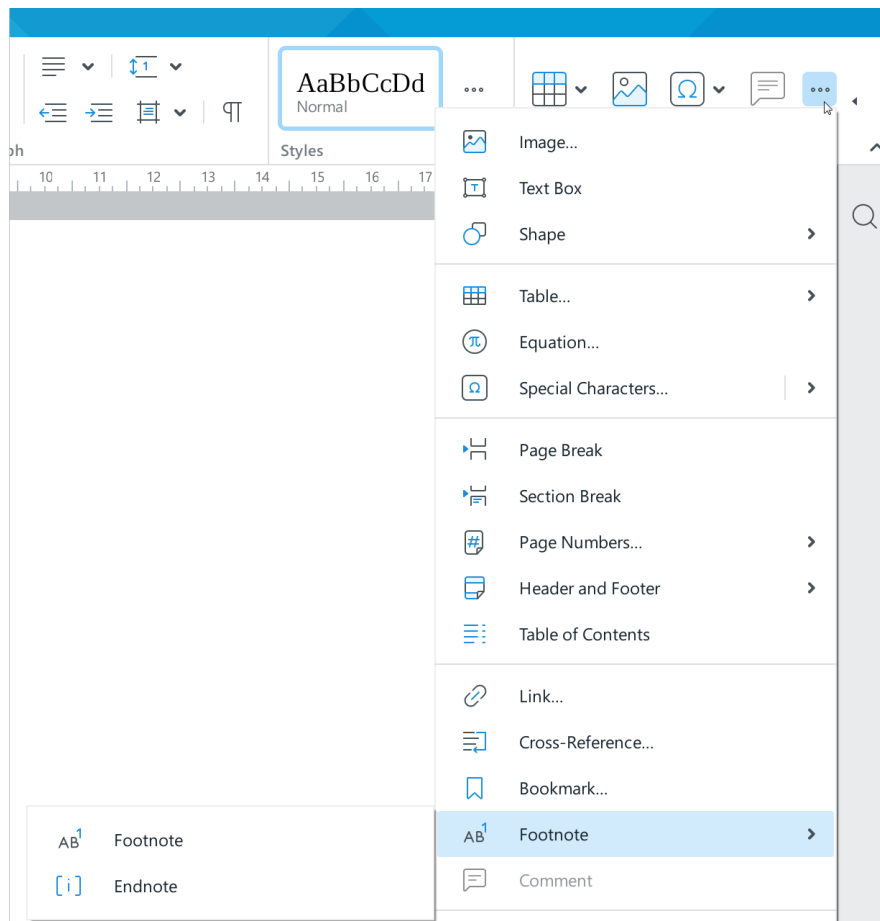 AaBbCcDd
Normal
Styles
10 11 12 13 14 15 16 17
Image...
Text Box
Shape
Table...
Equation...
Special Characters...
Page Break
Section Break
Page Numbers...
Header and Footer
Table of Contents
Link...
Cross-Reference...
Bookmark...
AB1 Footnote
Comment
AB1 Footnote
[i] Endnote